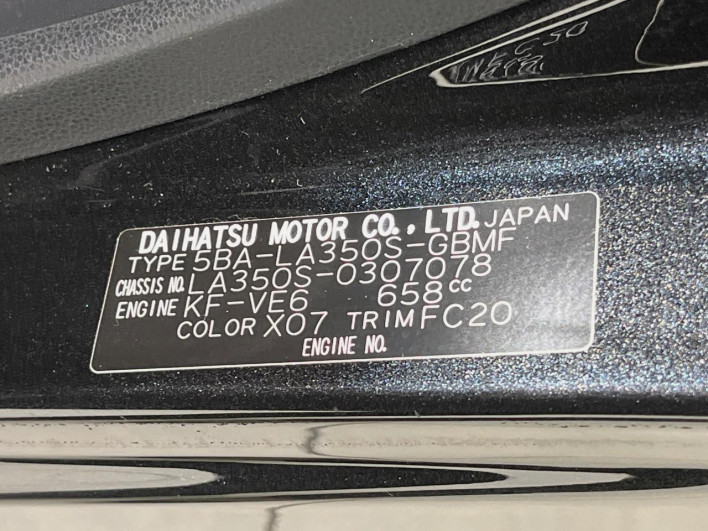 DAIHATSU MOTOR CO., LTD. JAPAN
TYPE 5BA-LA350S-GBMF
CHASSIS NO. LA350S-0307078
ENGINE KF-VE6 658cc
COLOR X07 TRIM FC20
ENGINE NO.